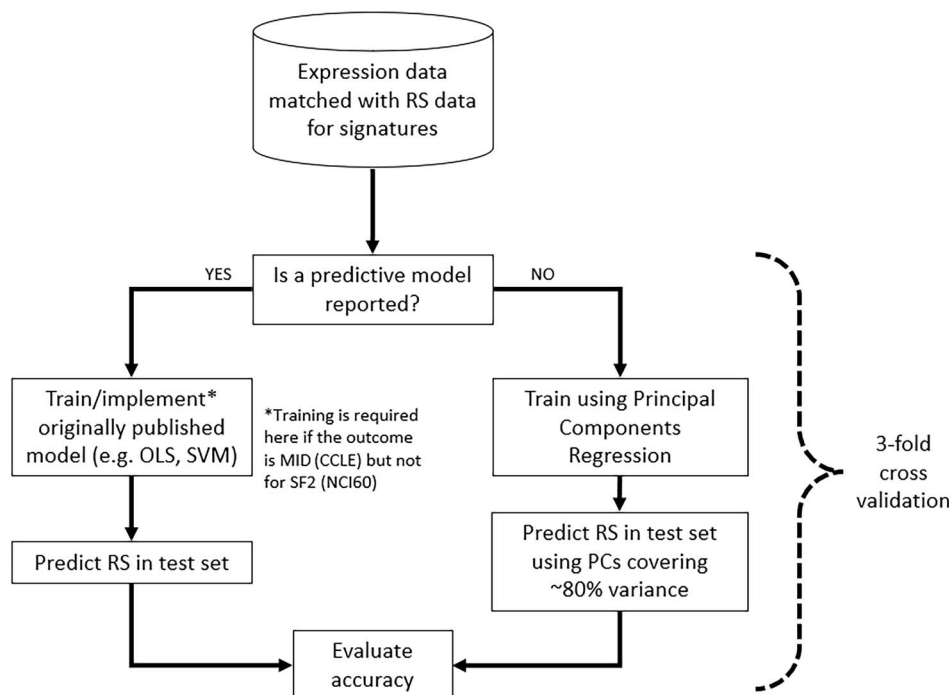 Expression data
matched with RS data
for signatures
YES
Is a predictive model
reported?
NO
Train/implement*
originally published
model (e.g. OLS, SVM)
*Training is required
here if the outcome
is MID (CCLE) but not
for SF2 (NCI60)
Train using Principal
Components
Regression
3-fold
cross
validation
Predict RS in test set
Predict RS in test set
using PCs covering
~80% variance
Evaluate
accuracy